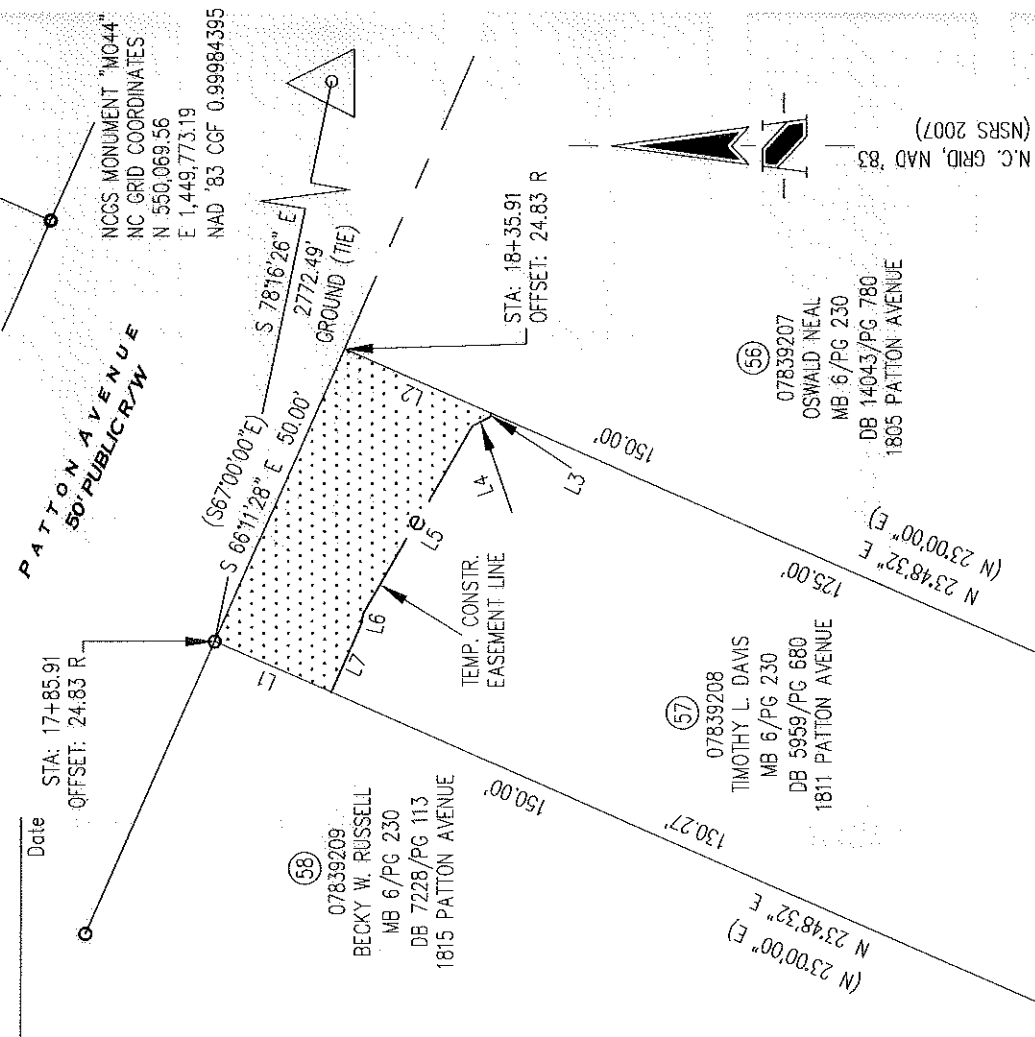 Date
STA: 17+85.91
OFFSET: 24.83 R
PATTON AVENUE
50' PUBLIC R/W
NCGS MONUMENT "MO44"
NC GRID COORDINATES
N 550,069.56
E 1,449,773.19
NAD '83 CGF 0.99984395
S 78°16'26" E
2772.49'
GROUND (TIE)
(S67°00'00"E)
S 66°11'28" E 50.00'
STA: 18+35.91
OFFSET: 24.83 R
N.C. GRID, NAD '83
(NSRS 2007)
L1
L2
L3
L4
L5
L6
L7
TEMP. CONSTR.
EASEMENT LINE
58
07839209
BECKY W. RUSSELL
MB 6/PG 230
DB 7228/PG 113
1815 PATTON AVENUE
150.00'
130.27'
N 23°48'32" E
(N 23°00'00" E)
57
07839208
TIMOTHY L. DAVIS
MB 6/PG 230
DB 5959/PG 680
1811 PATTON AVENUE
150.00'
125.00'
N 23°48'32" E
(N 23°00'00" E)
56
07839207
OSWALD NEAL
MB 6/PG 230
DB 14043/PG 780
1805 PATTON AVENUE